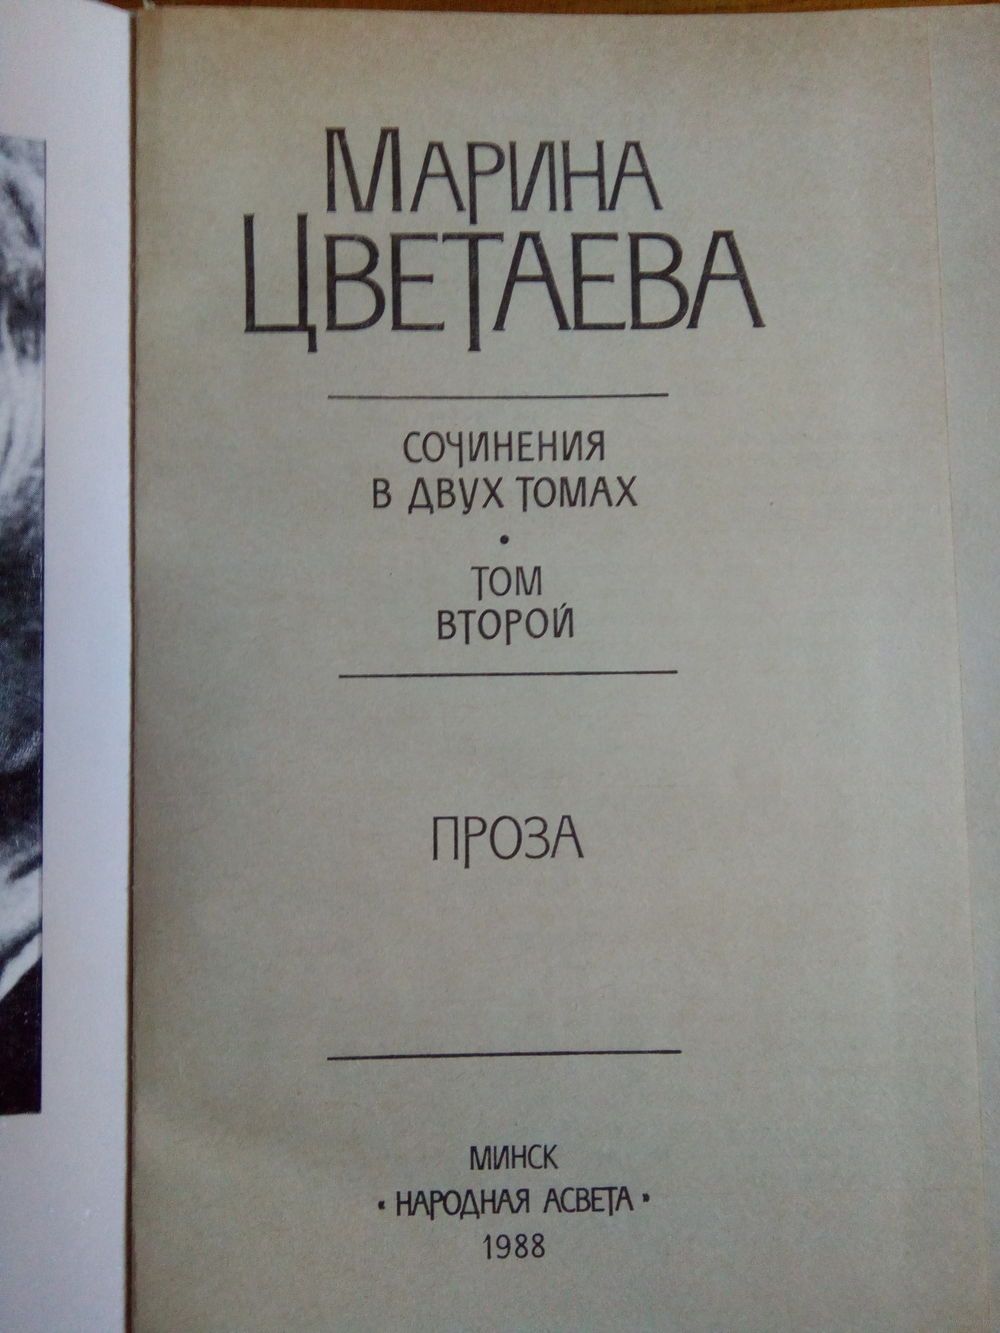 МАРИНА
ЦВЕТАЕВА
СОЧИНЕНИЯ
В ДВУХ ТОМАХ
•
ТОМ
ВТОРОЙ
ПРОЗА
МИНСК
«НАРОДНАЯ АСВЕТА»
1988